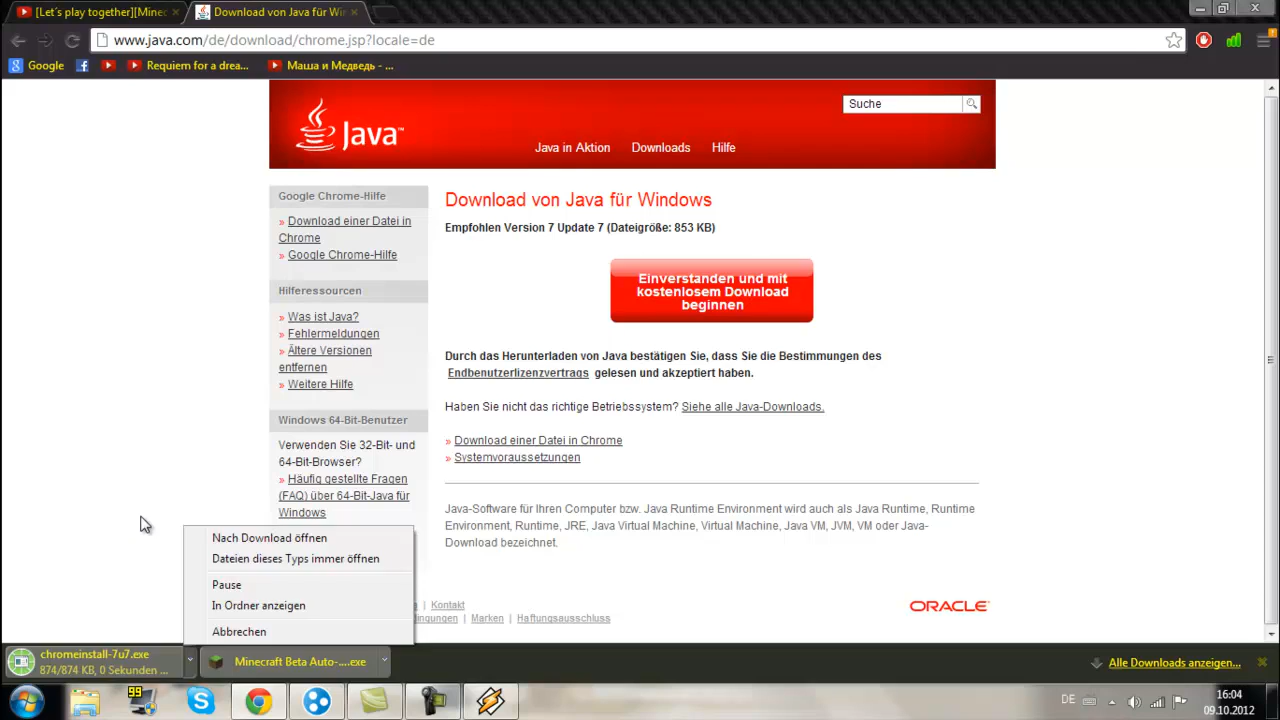 [Let´s play together][Minec
Download von Java für Win
www.java.com/de/download/chrome.jsp?locale=de
Google
Requiem for a drea...
Маша и Медведь - ...
Java™
Suche
Java in Aktion
Downloads
Hilfe
Google Chrome-Hilfe
» Download einer Datei in
Chrome
» Google Chrome-Hilfe
Hilferessourcen
» Was ist Java?
» Fehlermeldungen
» Ältere Versionen
entfernen
» Weitere Hilfe
Windows 64-Bit-Benutzer
Verwenden Sie 32-Bit- und
64-Bit-Browser?
» Häufig gestellte Fragen
(FAQ) über 64-Bit-Java für
Windows
Download von Java für Windows
Empfohlen Version 7 Update 7 (Dateigröße: 853 KB)
Einverstanden und mit
kostenlosem Download
beginnen
Durch das Herunterladen von Java bestätigen Sie, dass Sie die Bestimmungen des
Endbenutzerlizenzvertrags gelesen und akzeptiert haben.
Haben Sie nicht das richtige Betriebssystem? Siehe alle Java-Downloads.
» Download einer Datei in Chrome
» Systemvoraussetzungen
Java-Software für Ihren Computer bzw. Java Runtime Environment wird auch als Java Runtime, Runtime
Environment, Runtime, JRE, Java Virtual Machine, Virtual Machine, Java VM, JVM, VM oder Java-
Download bezeichnet.
| Kontakt
| Marken | Haftungsausschluss
ORACLE
Nach Download öffnen
Dateien dieses Typs immer öffnen
Pause
In Ordner anzeigen
Abbrechen
chromeinstall-7u7.exe
874/874 KB, 0 Sekunden ...
Minecraft Beta Auto-....exe
Alle Downloads anzeigen...
99
DE
16:04
09.10.2012